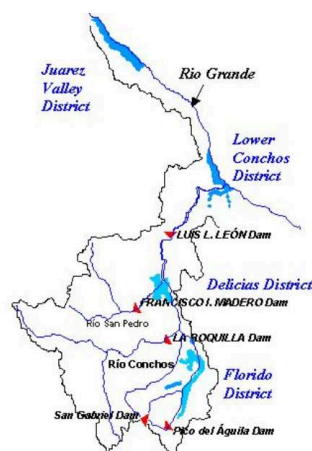 Juarez
Valley
District
Rio Grande
Lower
Conchos
District
LUIS L. LEÓN Dam
Delicias District
FRANCISCO I. MADERO Dam
Río San Pedro
LA BOQUILLA Dam
Río Conchos
Florido
District
San Gabriel Dam
Pico del Águila Dam